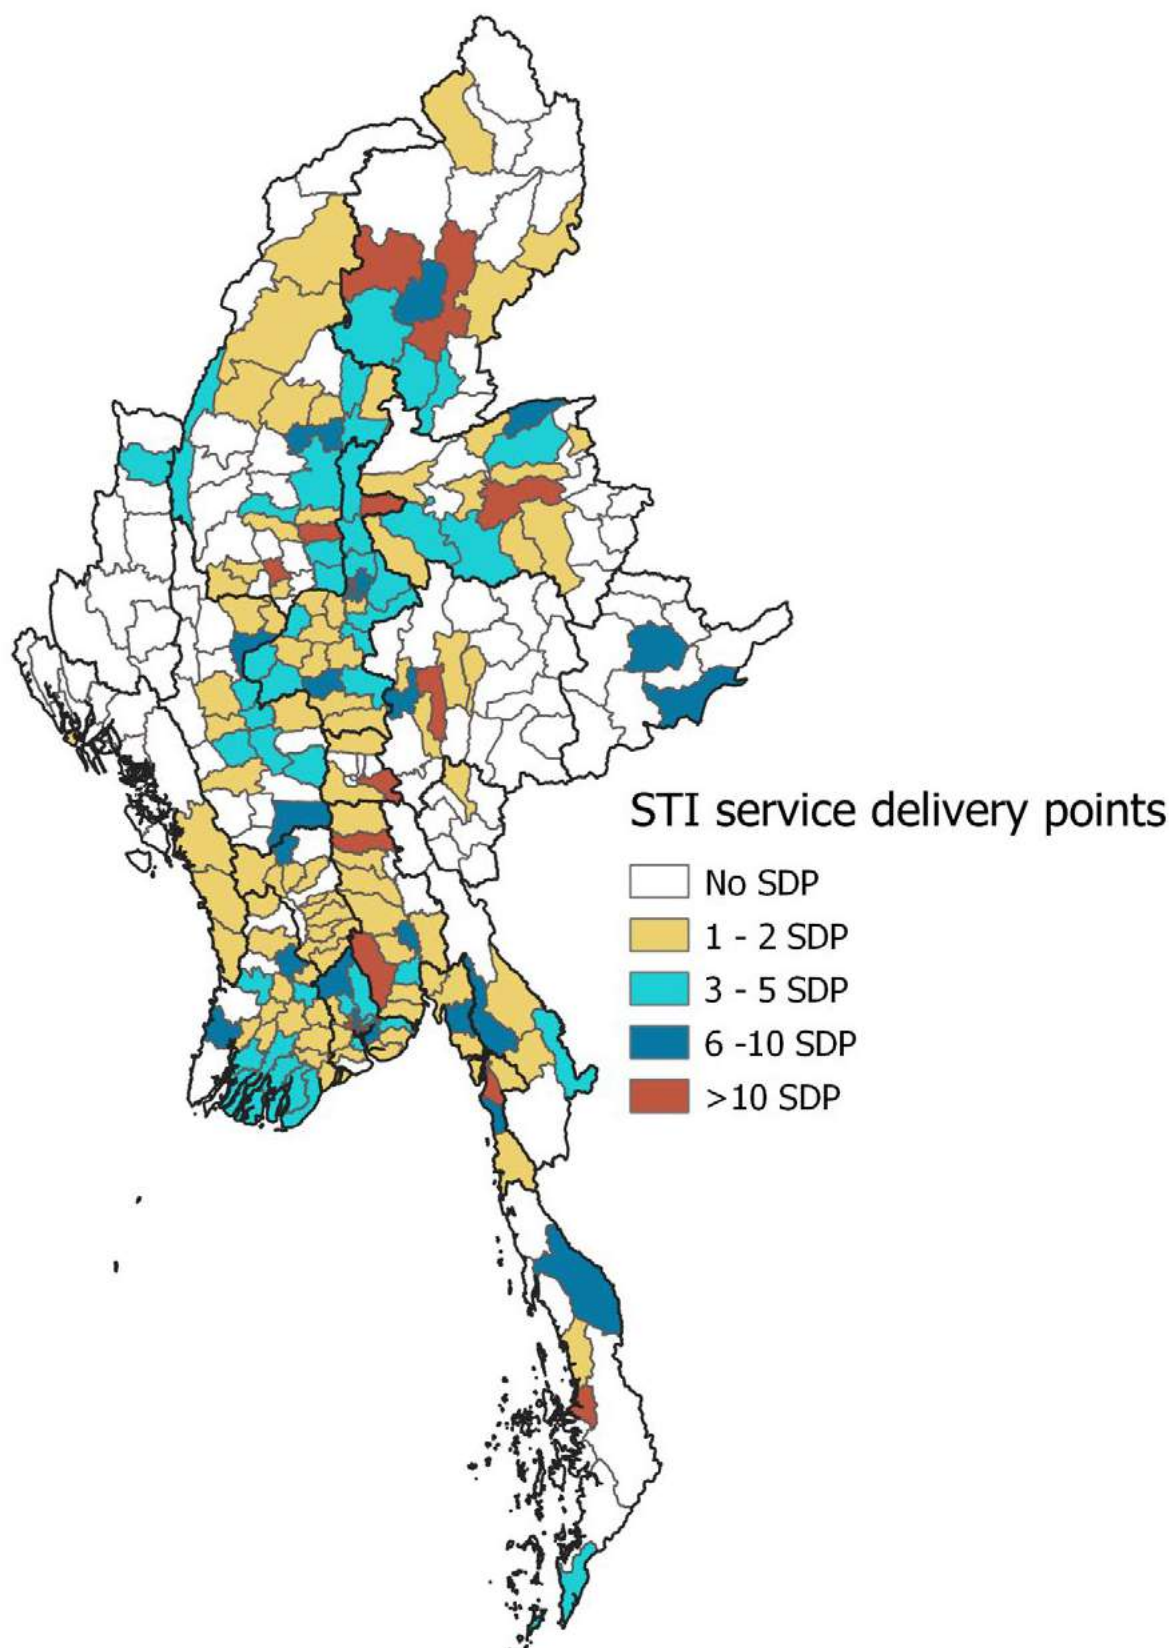 STI service delivery points
No SDP
1 - 2 SDP
3 - 5 SDP
6 -10 SDP
>10 SDP